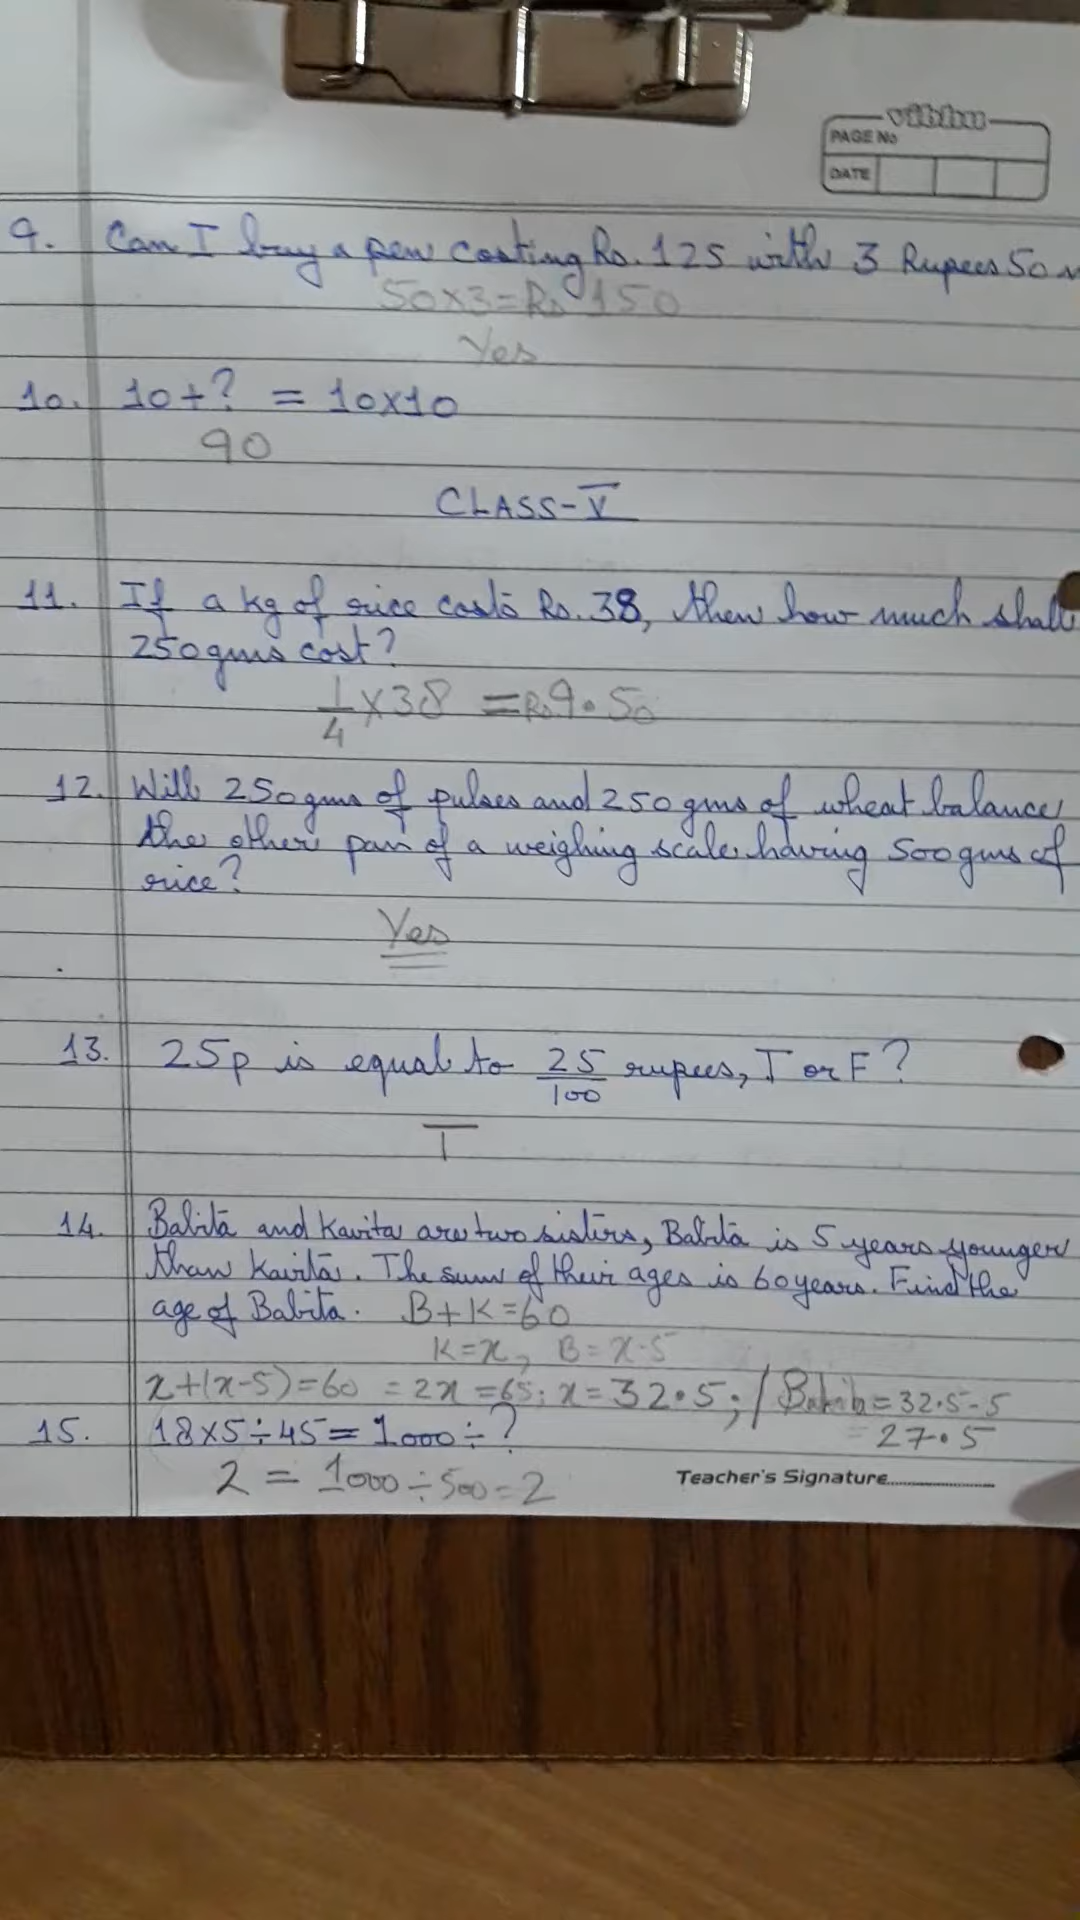 vibhu
PAGE No
DATE
9. Can I buy a pen costing Rs. 125 with 3 Rupees 50
50x3=Rs 150
Yes
10. 10+? = 10x10
90
CLASS-V
11. If a kg of rice costs Rs. 38, then how much shall
250gms cost?
1/4 x38 =Rs9.50
12. Will 250gms of pulses and 250 gms of wheat balance
the other pan of a weighing scale having 500gms of
rice?
Yes
13. 25p is equal to 25/100 rupees, T or F?
T
14. Babita and Kavita are two sisters, Babita is 5 years younger
than Kavita. The sum of their ages is 60years. Find the
age of Babita. B+K=60
K=x, B=x-5
x+(x-5)=60 =2x=65; x=32.5; / Babita=32.5-5
=27.5
15. 18x5÷45=1000÷?
2 = 1000÷500=2
Teacher's Signature....................